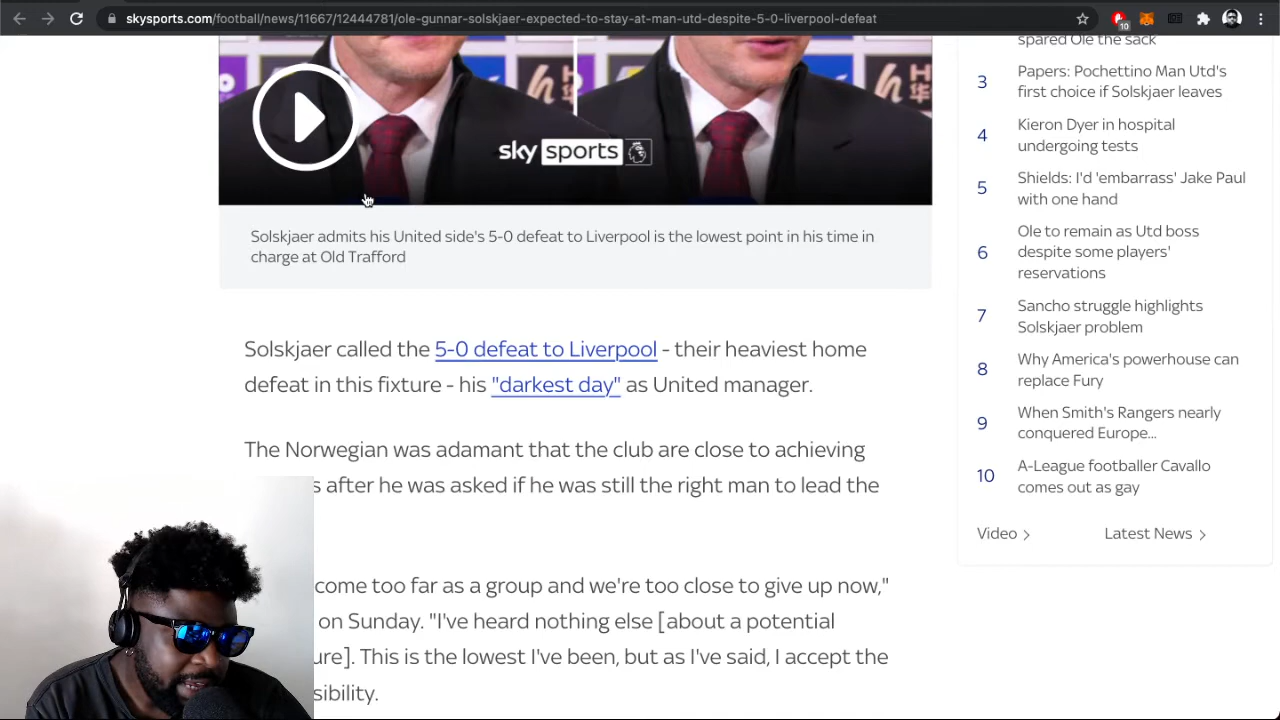 skysports.com/football/news/11667/12444781/ole-gunnar-solskjaer-expected-to-stay-at-man-utd-despite-5-0-liverpool-defeat
10
sky sports
Solskjaer admits his United side's 5-0 defeat to Liverpool is the lowest point in his time in
charge at Old Trafford
Solskjaer called the 5-0 defeat to Liverpool - their heaviest home
defeat in this fixture - his "darkest day" as United manager.
The Norwegian was adamant that the club are close to achieving
s after he was asked if he was still the right man to lead the
come too far as a group and we're too close to give up now,"
on Sunday. "I've heard nothing else [about a potential
ure]. This is the lowest I've been, but as I've said, I accept the
sibility.
spared Ole the sack
3 Papers: Pochettino Man Utd's
first choice if Solskjaer leaves
4 Kieron Dyer in hospital
undergoing tests
5 Shields: I'd 'embarrass' Jake Paul
with one hand
6 Ole to remain as Utd boss
despite some players'
reservations
7 Sancho struggle highlights
Solskjaer problem
8 Why America's powerhouse can
replace Fury
9 When Smith's Rangers nearly
conquered Europe...
10 A-League footballer Cavallo
comes out as gay
Video > Latest News >